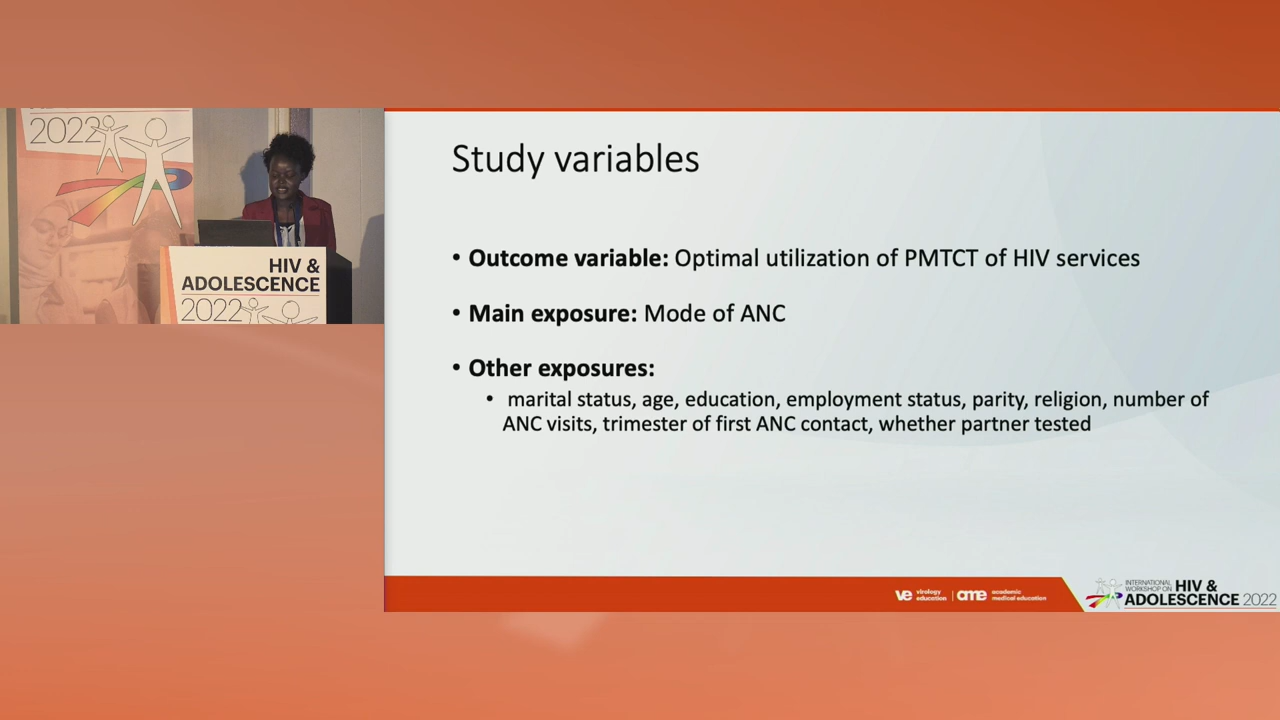 2022
HIV &
ADOLESCENCE
2022
Study variables
• Outcome variable: Optimal utilization of PMTCT of HIV services
• Main exposure: Mode of ANC
• Other exposures:
• marital status, age, education, employment status, parity, religion, number of
ANC visits, trimester of first ANC contact, whether partner tested
ve virology
education | ame academic
medical education
INTERNATIONAL
WORKSHOP ON HIV &
ADOLESCENCE 2022